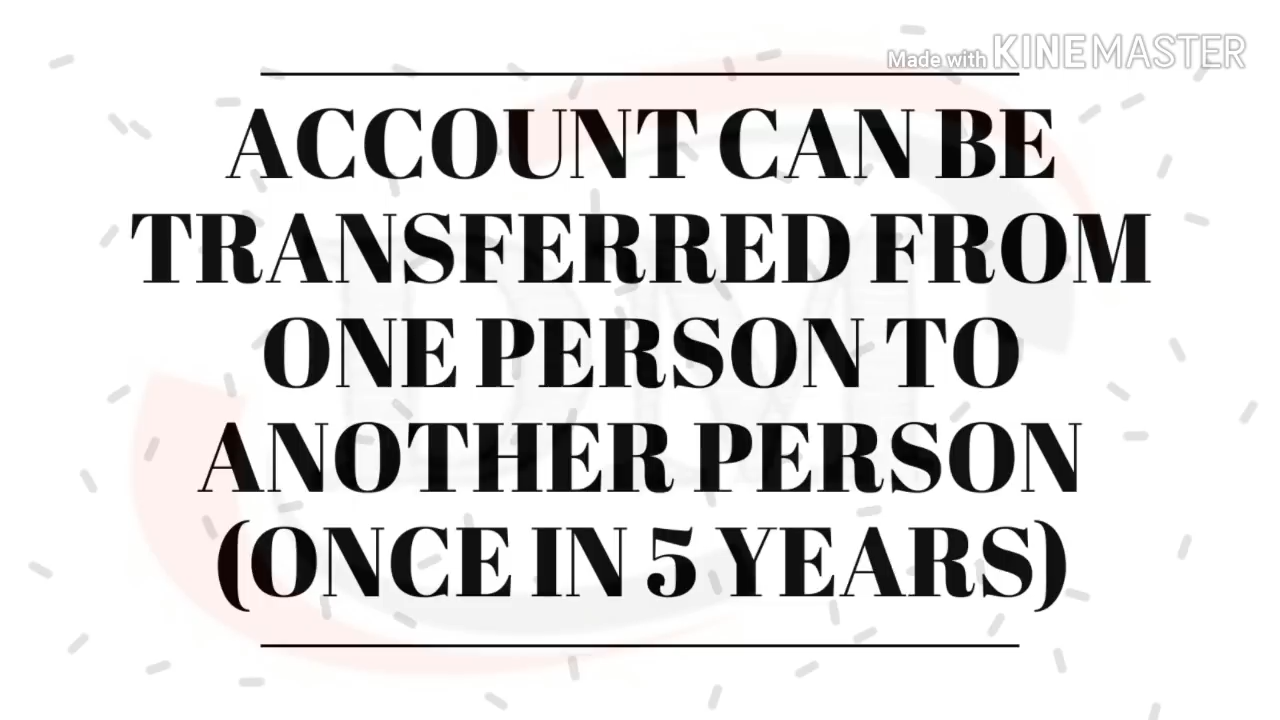 Made with KINEMASTER
ACCOUNT CAN BE
TRANSFERRED FROM
ONE PERSON TO
ANOTHER PERSON
(ONCE IN 5 YEARS)